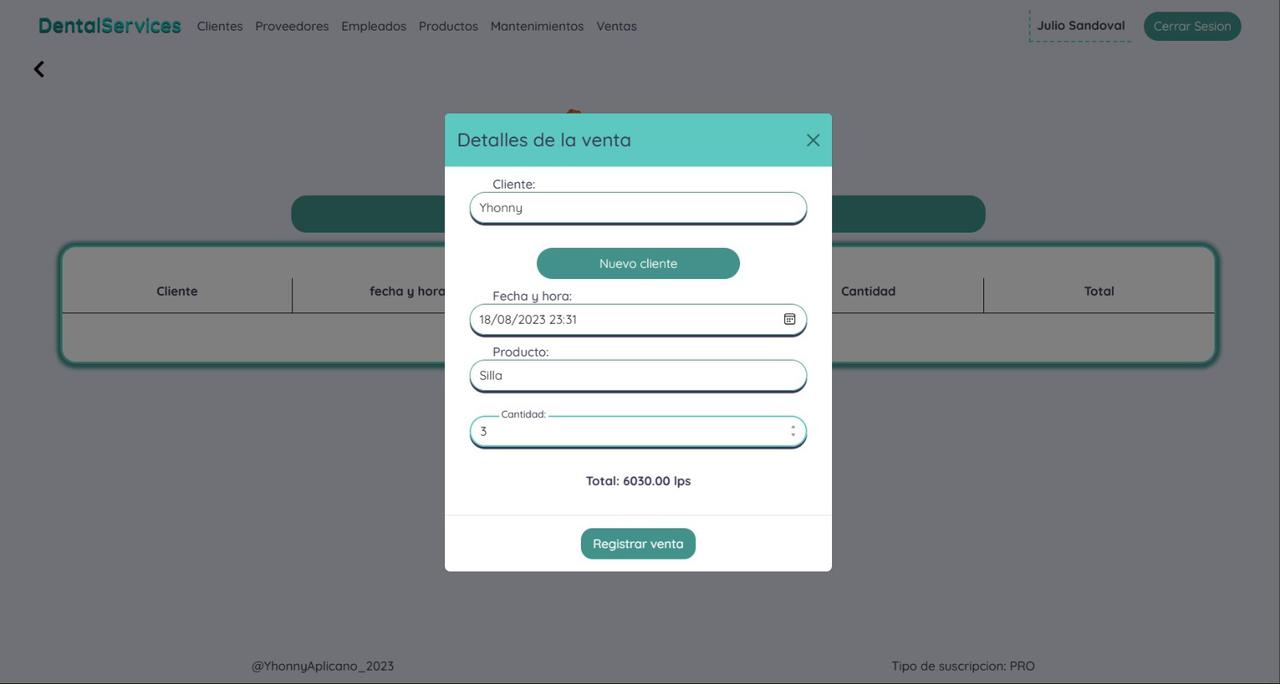 DentalServices Clientes Proveedores Empleados Productos Mantenimientos Ventas Julio Sandoval Cerrar Sesion
Detalles de la venta
Cliente:
Yhonny
Nuevo cliente
Cliente fecha y hora Cantidad Total
Fecha y hora:
18/08/2023 23:31
Producto:
Silla
Cantidad:
3
Total: 6030.00 lps
Registrar venta
@YhonnyAplicano_2023 Tipo de suscripcion: PRO